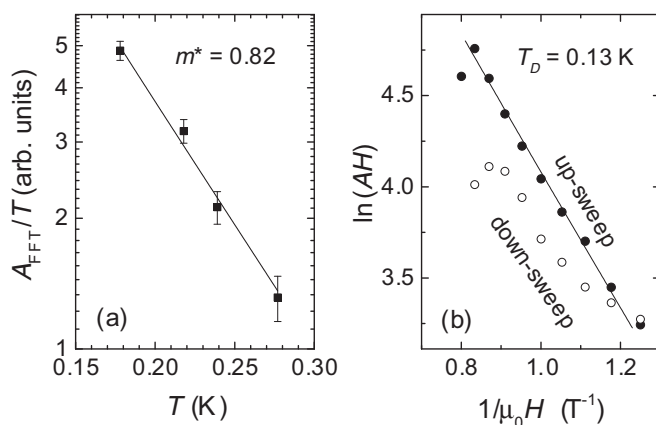 5
4
3
2
1
A_FFT/T (arb. units)
m* = 0.82
(a)
0.15 0.20 0.25 0.30
T (K)
4.5
4.0
3.5
ln(AH)
T_D = 0.13 K
up-sweep
down-sweep
(b)
0.8 1.0 1.2
1/μ₀H (T⁻¹)